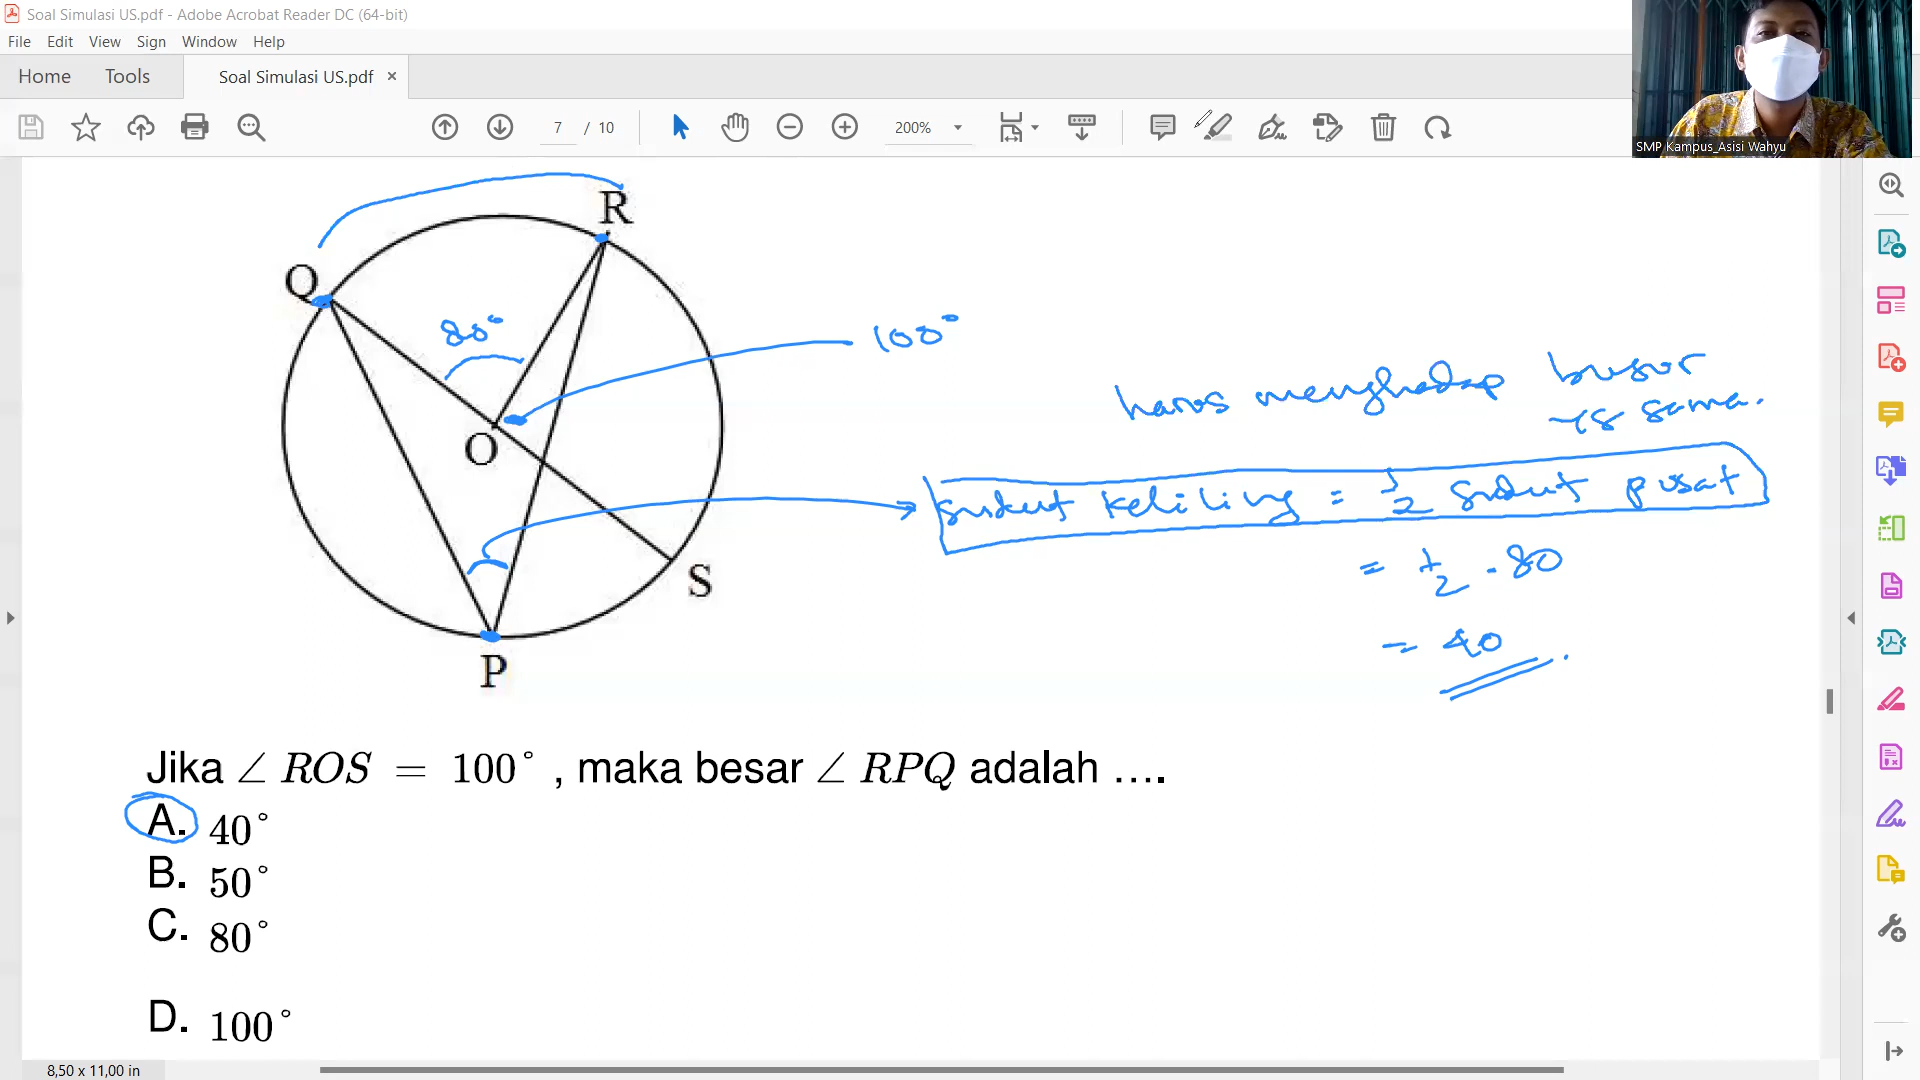 Soal Simulasi US.pdf - Adobe Acrobat Reader DC (64-bit)
File Edit View Sign Window Help
Home Tools Soal Simulasi US.pdf ×
7 / 10 200%
SMP Kampus_Asisi Wahyu
R
Q
80°
100°
O
S
P
harus menghadap busur
yg sama.
sudut keliling = 1/2 sudut pusat
= 1/2 . 80
= 40
Jika ∠ ROS = 100° , maka besar ∠ RPQ adalah ....
A. 40°
B. 50°
C. 80°
D. 100°
8,50 x 11,00 in